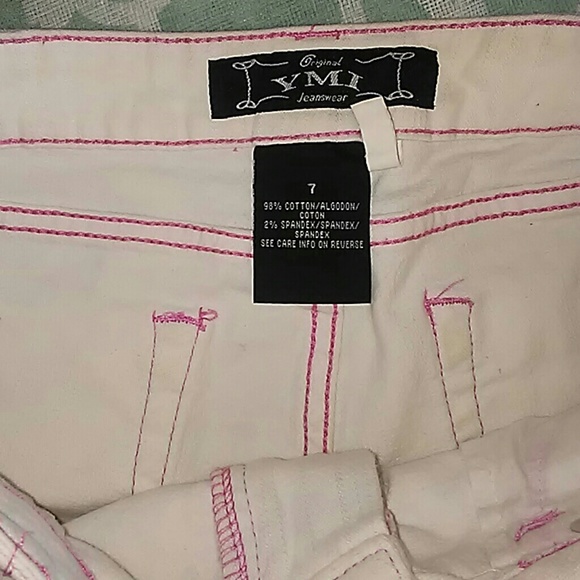 Original
YMI
Jeanswear
7
98% COTTON/ALGODON/
COTON
2% SPANDEX/SPANDEX/
SPANDEX
SEE CARE INFO ON REVERSE